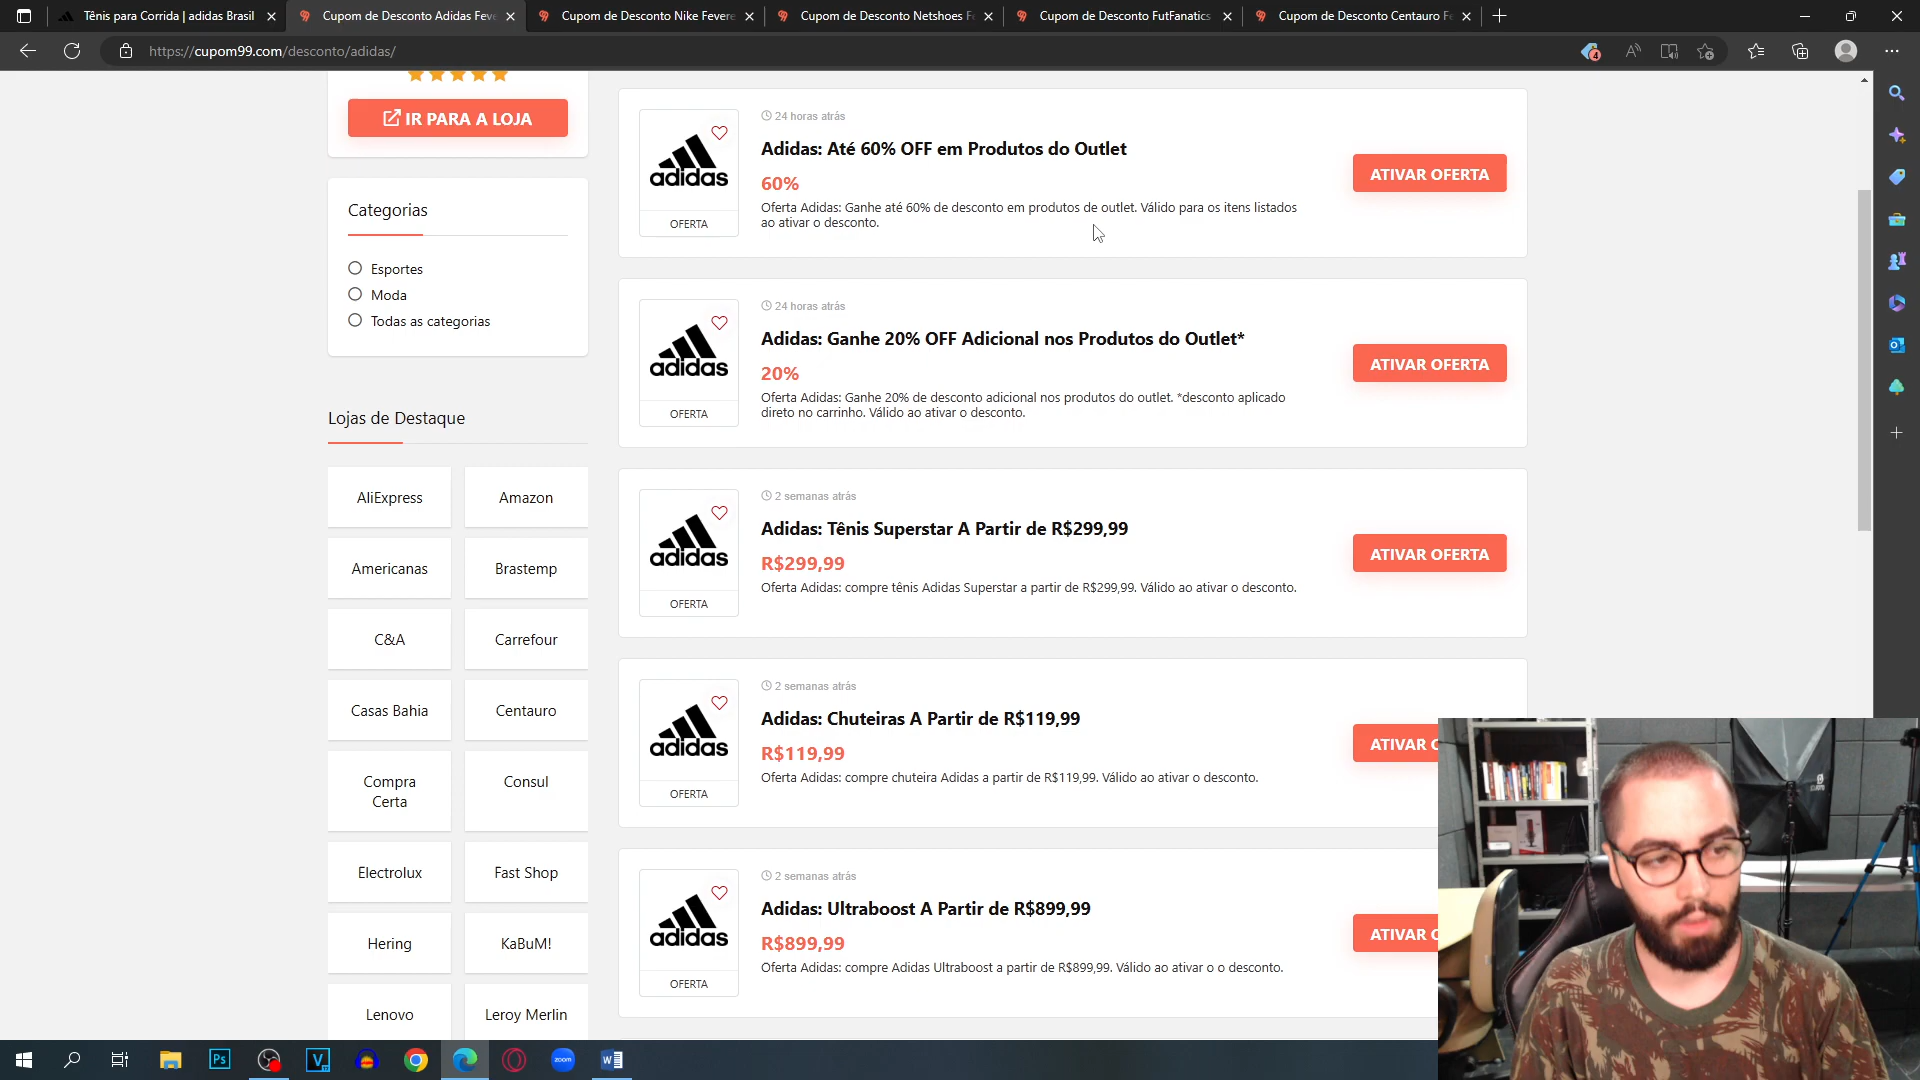 Tênis para Corrida | adidas Brasil
Cupom de Desconto Adidas Feve
Cupom de Desconto Nike Fevere
Cupom de Desconto Netshoes F
Cupom de Desconto FutFanatics
Cupom de Desconto Centauro Fe
https://cupom99.com/desconto/adidas/
4
IR PARA A LOJA
Categorias
Esportes
Moda
Todas as categorias
Lojas de Destaque
AliExpress
Amazon
Americanas
Brastemp
C&A
Carrefour
Casas Bahia
Centauro
Compra
Certa
Consul
Electrolux
Fast Shop
Hering
KaBuM!
Lenovo
Leroy Merlin
adidas
OFERTA
24 horas atrás
Adidas: Até 60% OFF em Produtos do Outlet
60%
Oferta Adidas: Ganhe até 60% de desconto em produtos de outlet. Válido para os itens listados
ao ativar o desconto.
ATIVAR OFERTA
adidas
OFERTA
24 horas atrás
Adidas: Ganhe 20% OFF Adicional nos Produtos do Outlet*
20%
Oferta Adidas: Ganhe 20% de desconto adicional nos produtos do outlet. *desconto aplicado
direto no carrinho. Válido ao ativar o desconto.
ATIVAR OFERTA
adidas
OFERTA
2 semanas atrás
Adidas: Tênis Superstar A Partir de R$299,99
R$299,99
Oferta Adidas: compre tênis Adidas Superstar a partir de R$299,99. Válido ao ativar o desconto.
ATIVAR OFERTA
adidas
OFERTA
2 semanas atrás
Adidas: Chuteiras A Partir de R$119,99
R$119,99
Oferta Adidas: compre chuteira Adidas a partir de R$119,99. Válido ao ativar o desconto.
ATIVAR O
adidas
OFERTA
2 semanas atrás
Adidas: Ultraboost A Partir de R$899,99
R$899,99
Oferta Adidas: compre Adidas Ultraboost a partir de R$899,99. Válido ao ativar o o desconto.
ATIVAR O
Ps
V
zoom
W